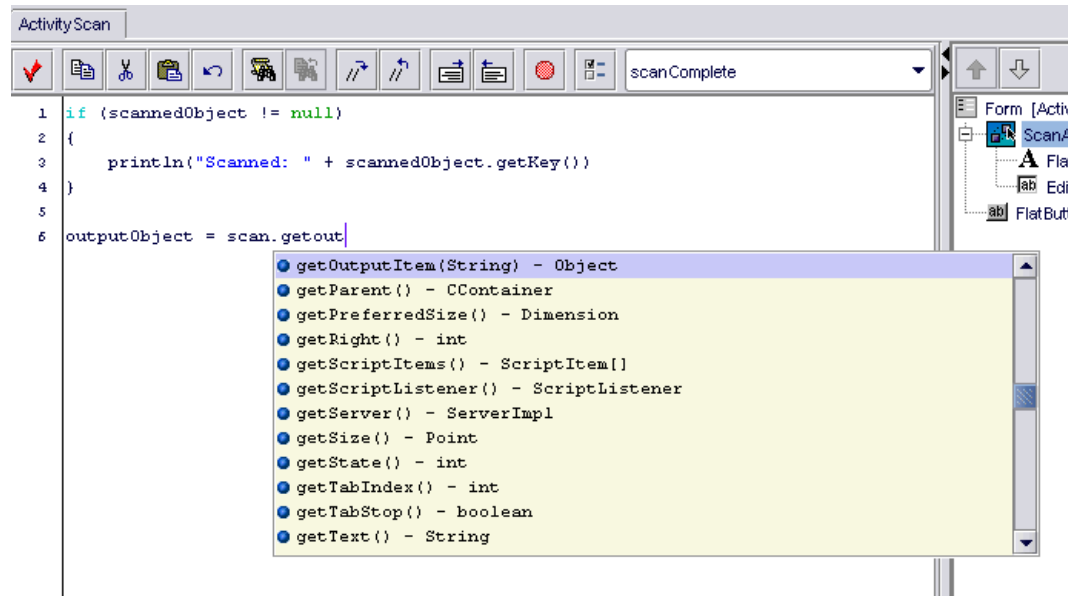 ActivityScan
scanComplete
1 if (scannedObject != null)
2 {
3     println("Scanned: " + scannedObject.getKey())
4 }
5
6 outputObject = scan.getout
getOutputItem(String) - Object
getParent() - CContainer
getPreferredSize() - Dimension
getRight() - int
getScriptItems() - ScriptItem[]
getScriptListener() - ScriptListener
getServer() - ServerImpl
getSize() - Point
getState() - int
getTabIndex() - int
getTabStop() - boolean
getText() - String
Form [Activ
ScanA
A Fla
ab Edi
ab FlatButt